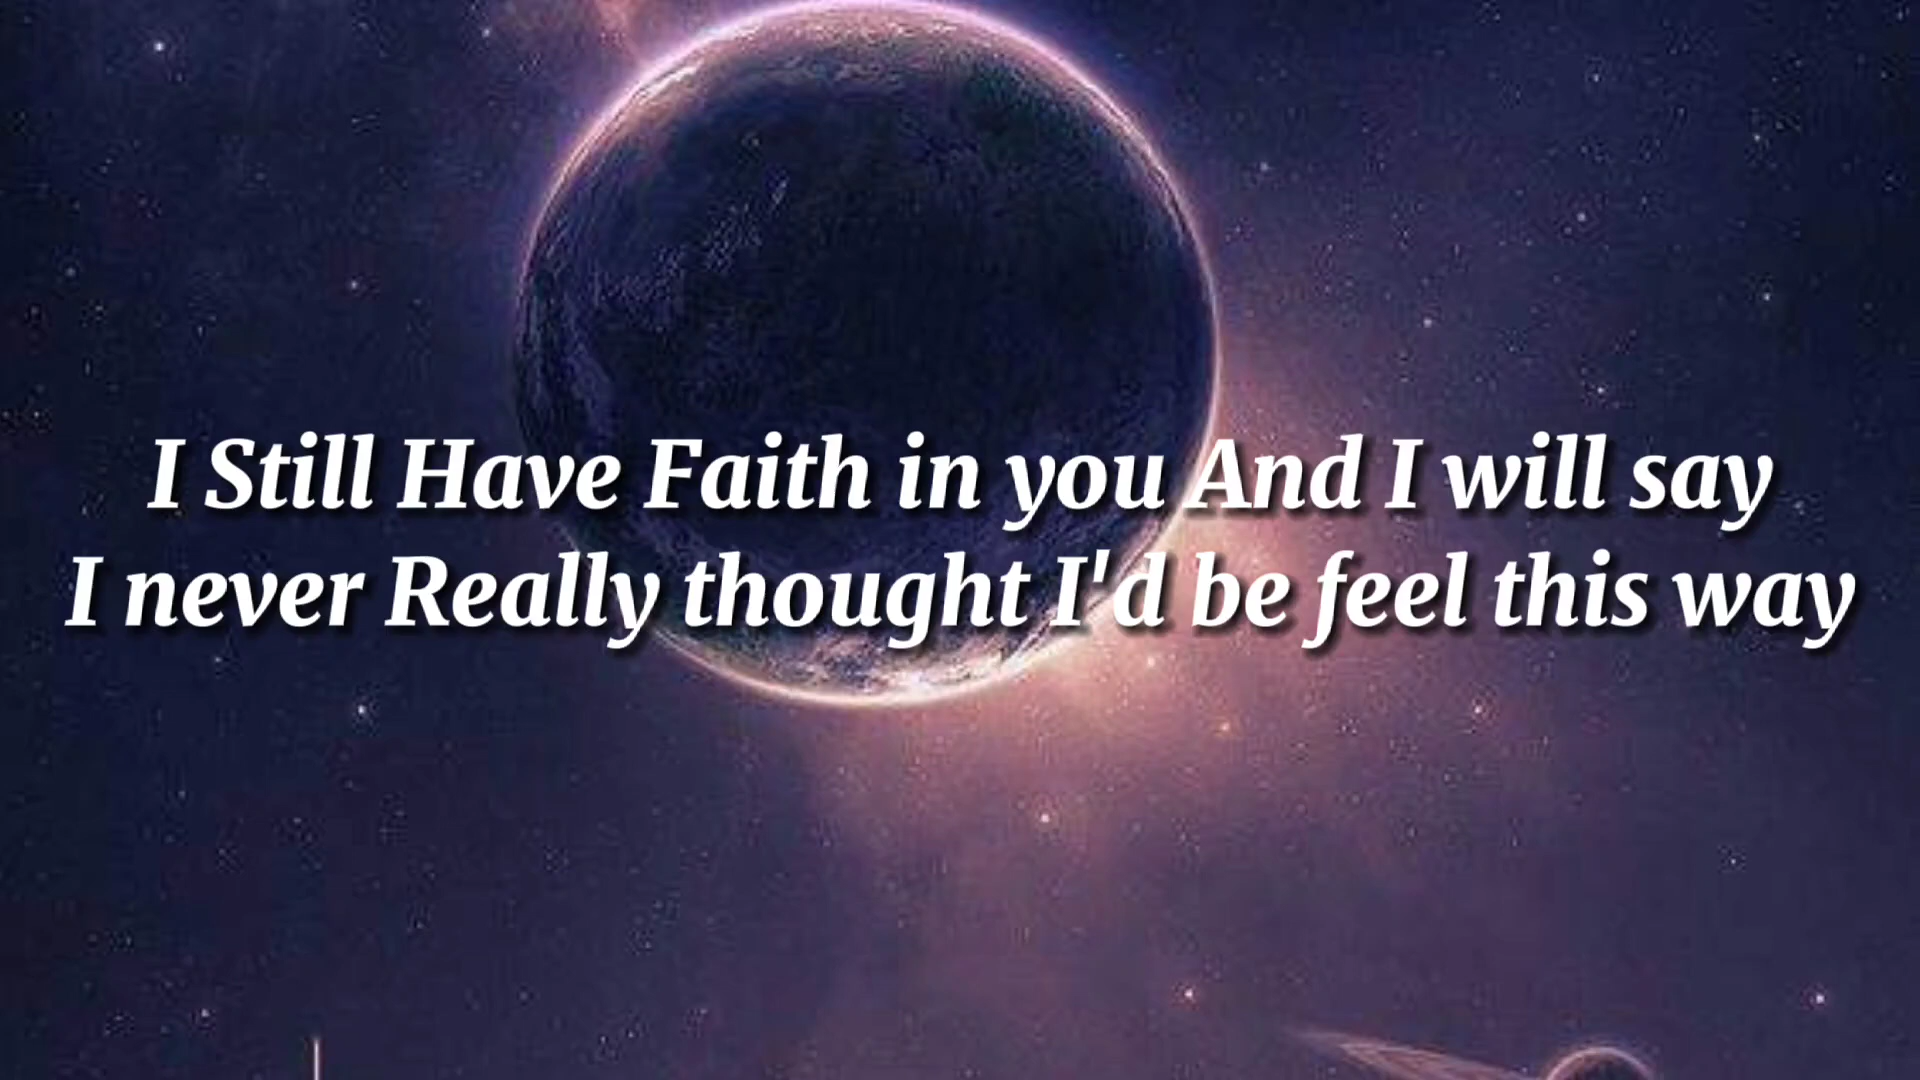 I Still Have Faith in you And I will say
I never Really thought I'd be feel this way